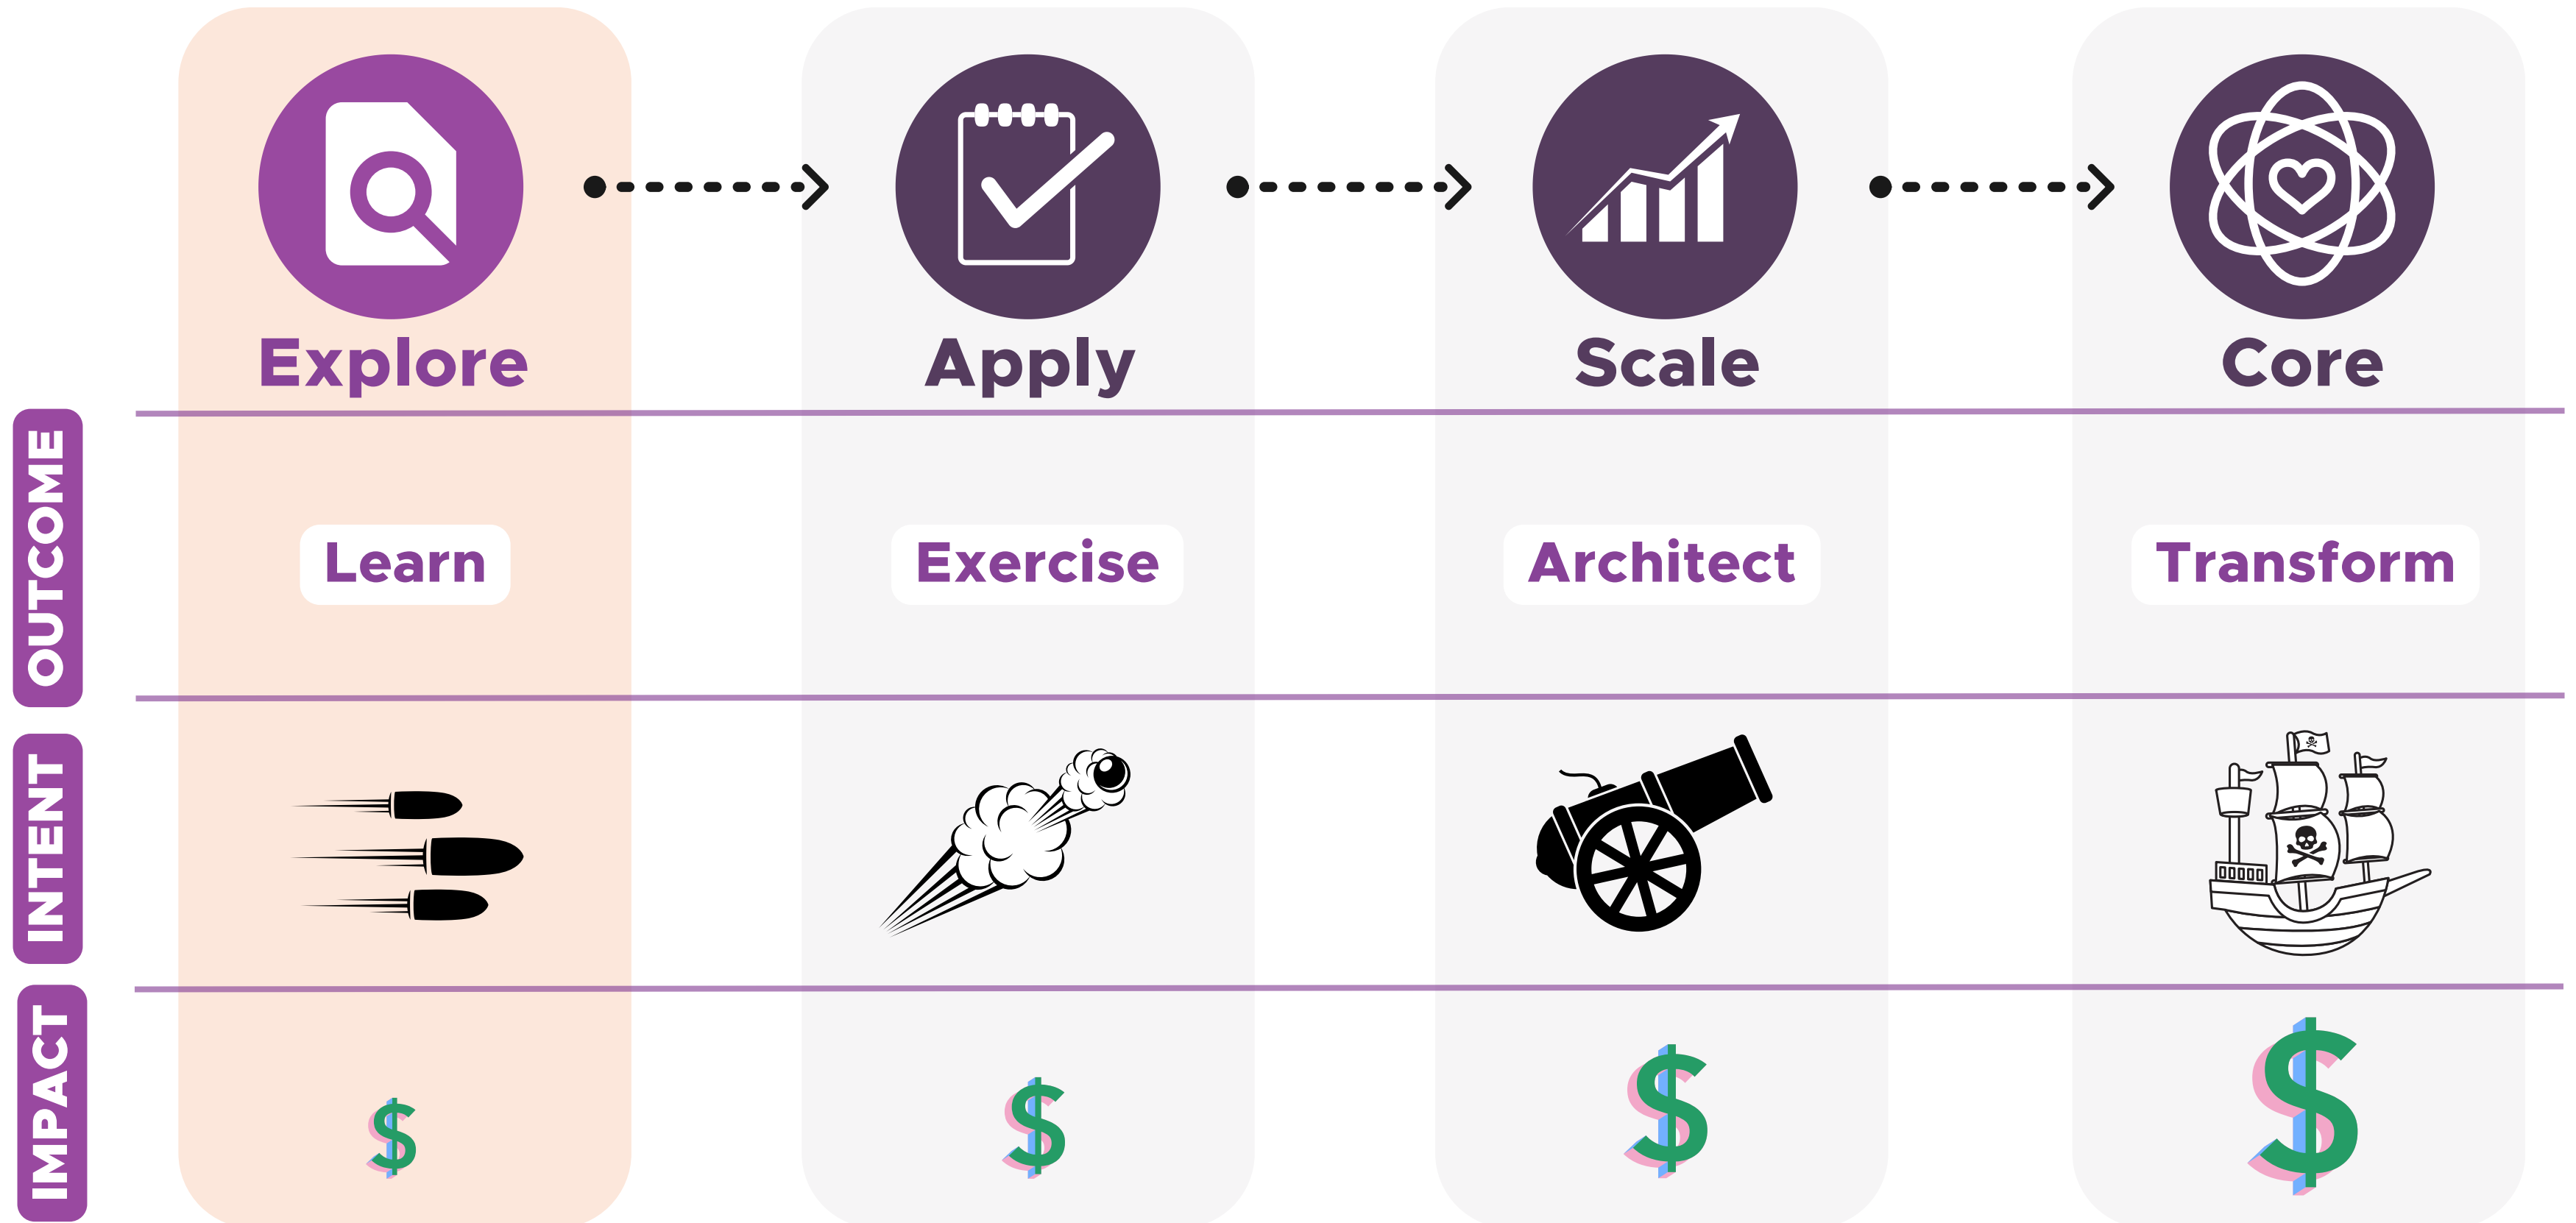 Explore
Apply
Scale
Core
OUTCOME
Learn
Exercise
Architect
Transform
INTENT
IMPACT
$
$
$
$